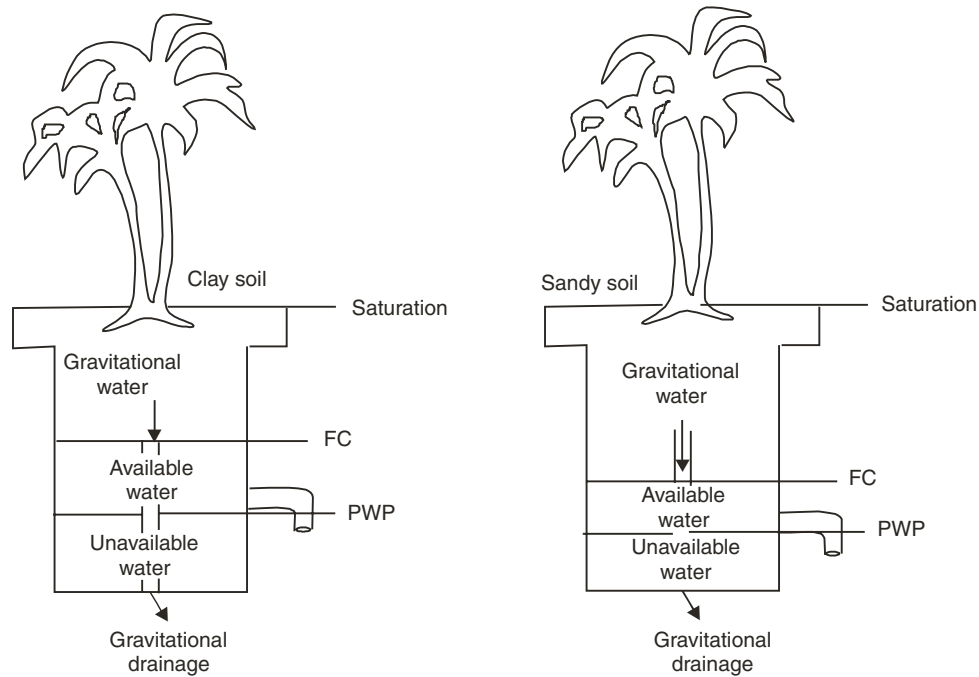 Clay soil
Saturation
Gravitational
water
FC
Available
water
PWP
Unavailable
water
Gravitational
drainage
Sandy soil
Saturation
Gravitational
water
FC
Available
water
PWP
Unavailable
water
Gravitational
drainage